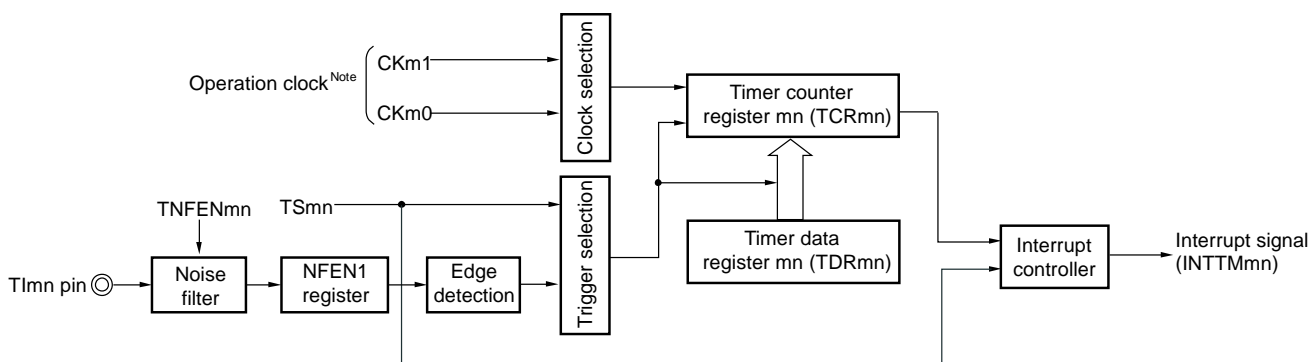 Operation clock Note
CKm1
CKm0
Clock selection
Timer counter
register mn (TCRmn)
TNFENmn
TSmn
Trigger selection
Timer data
register mn (TDRmn)
TImn pin
Noise
filter
NFEN1
register
Edge
detection
Interrupt
controller
Interrupt signal
(INTTMmn)